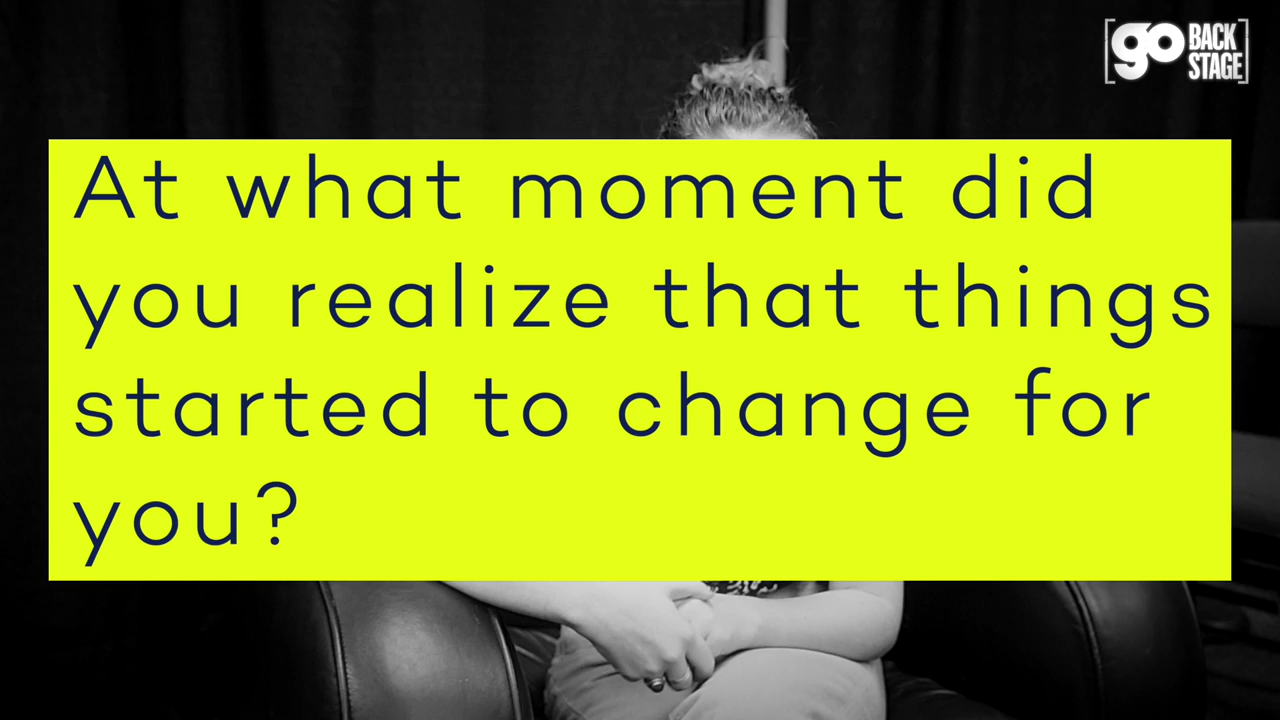 go BACK
STAGE
At what moment did
you realize that things
started to change for
you?